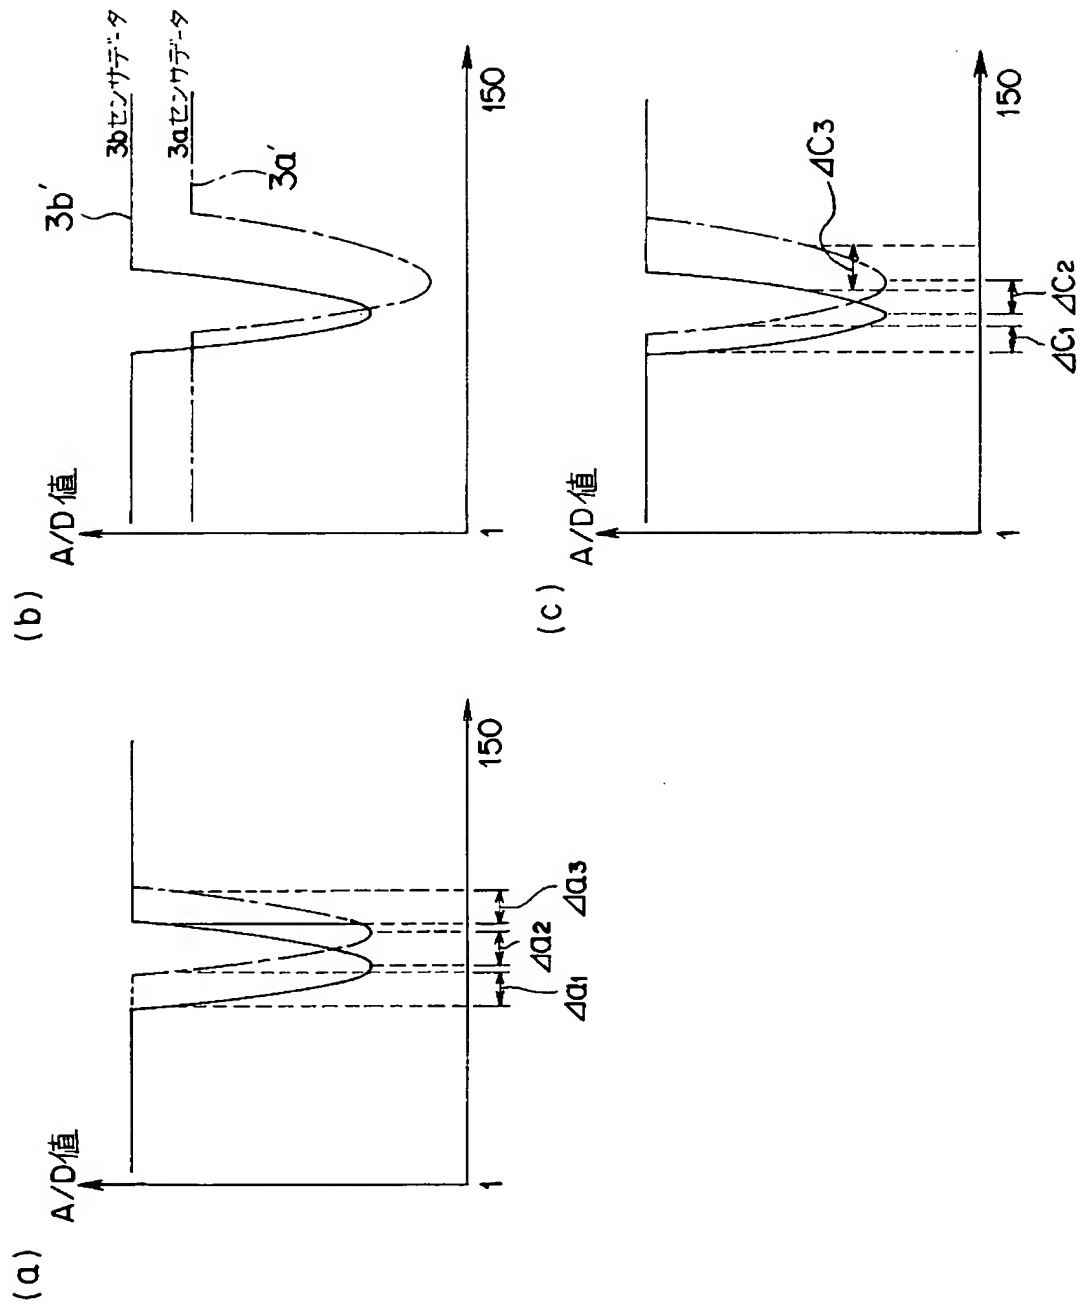 (a)
A/D値
1
150
Δa1
Δa2
Δa3
(b)
A/D値
3b'
3bセンサデータ
3aセンサデータ
3a'
1
150
(c)
A/D値
ΔC3
1
150
ΔC1
ΔC2